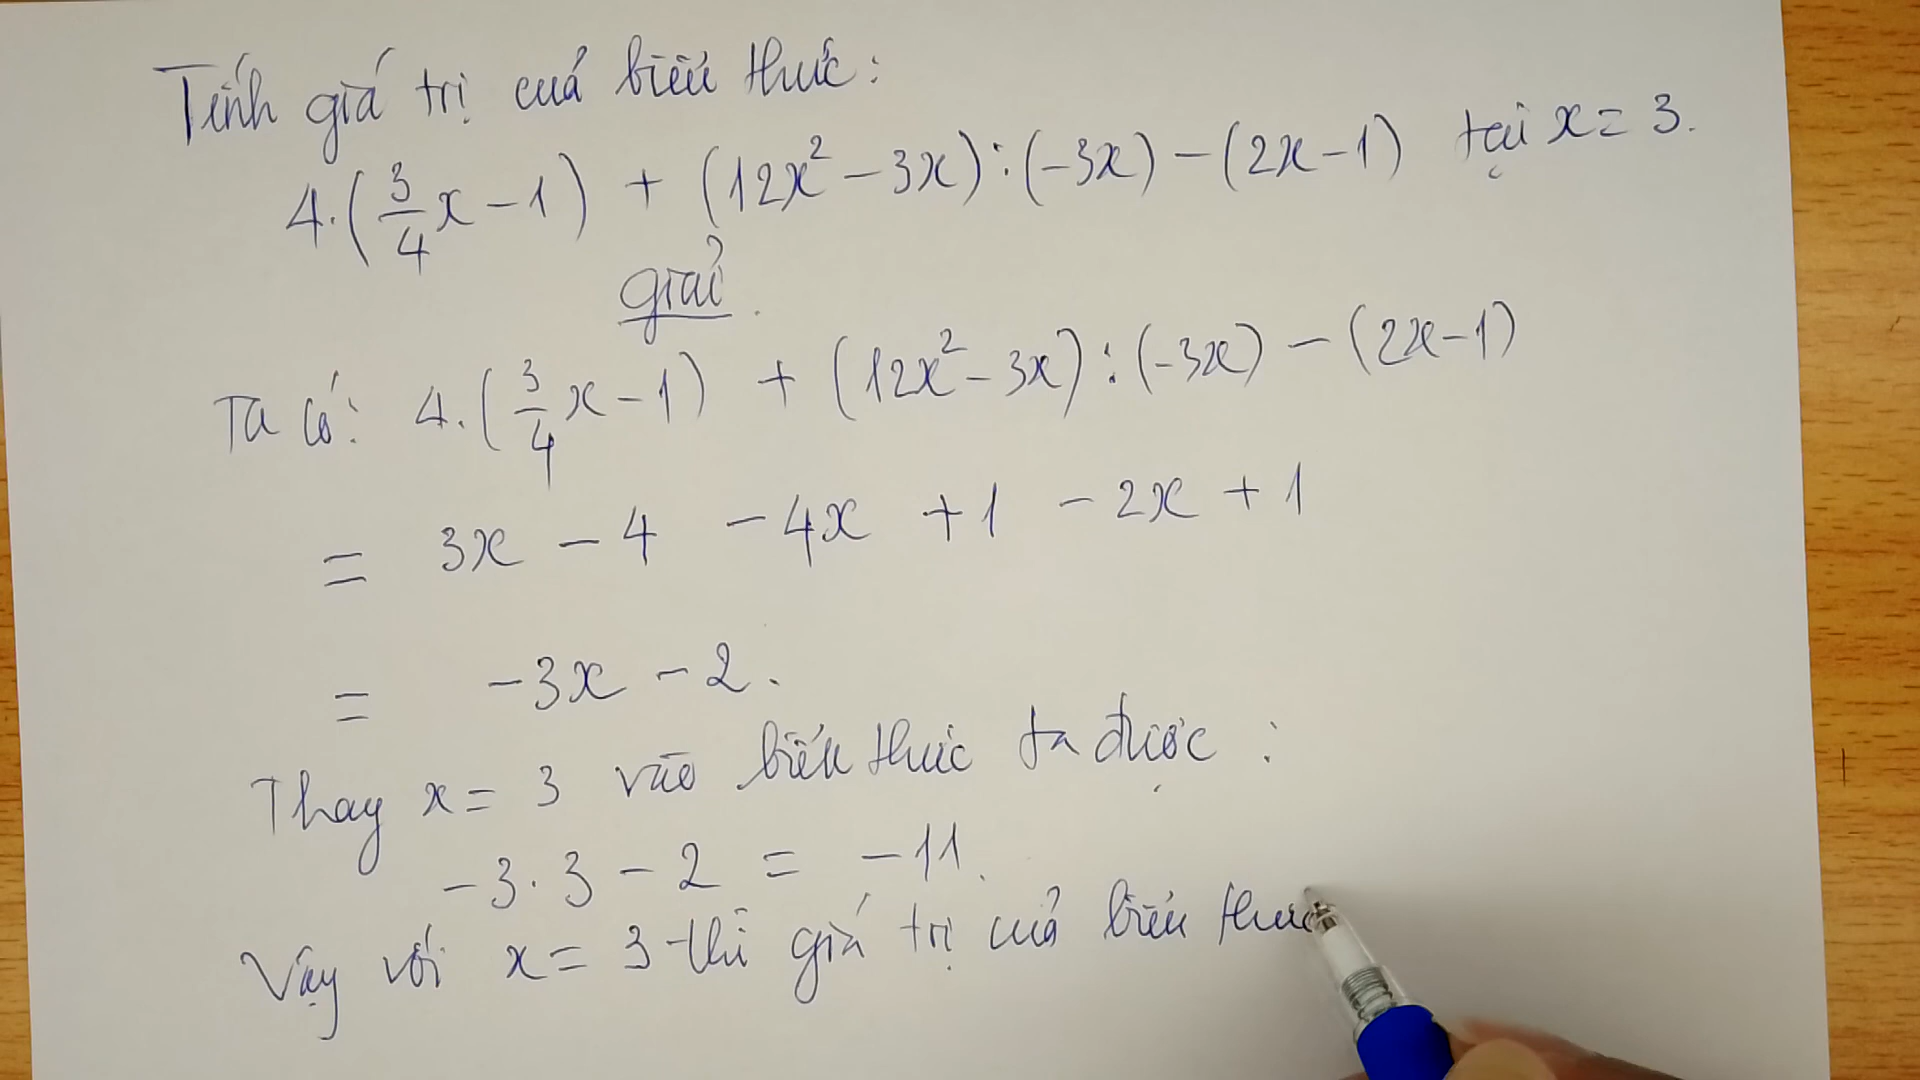 Tính giá trị của biểu thức:
4.(3/4x - 1) + (12x² - 3x) : (-3x) - (2x - 1) tại x = 3.
giải.
Ta có: 4.(3/4x - 1) + (12x² - 3x) : (-3x) - (2x - 1)
= 3x - 4 - 4x + 1 - 2x + 1
= -3x - 2.
Thay x = 3 vào biểu thức ta được:
-3.3 - 2 = -11.
Vậy với x = 3 thì giá trị của biểu thức